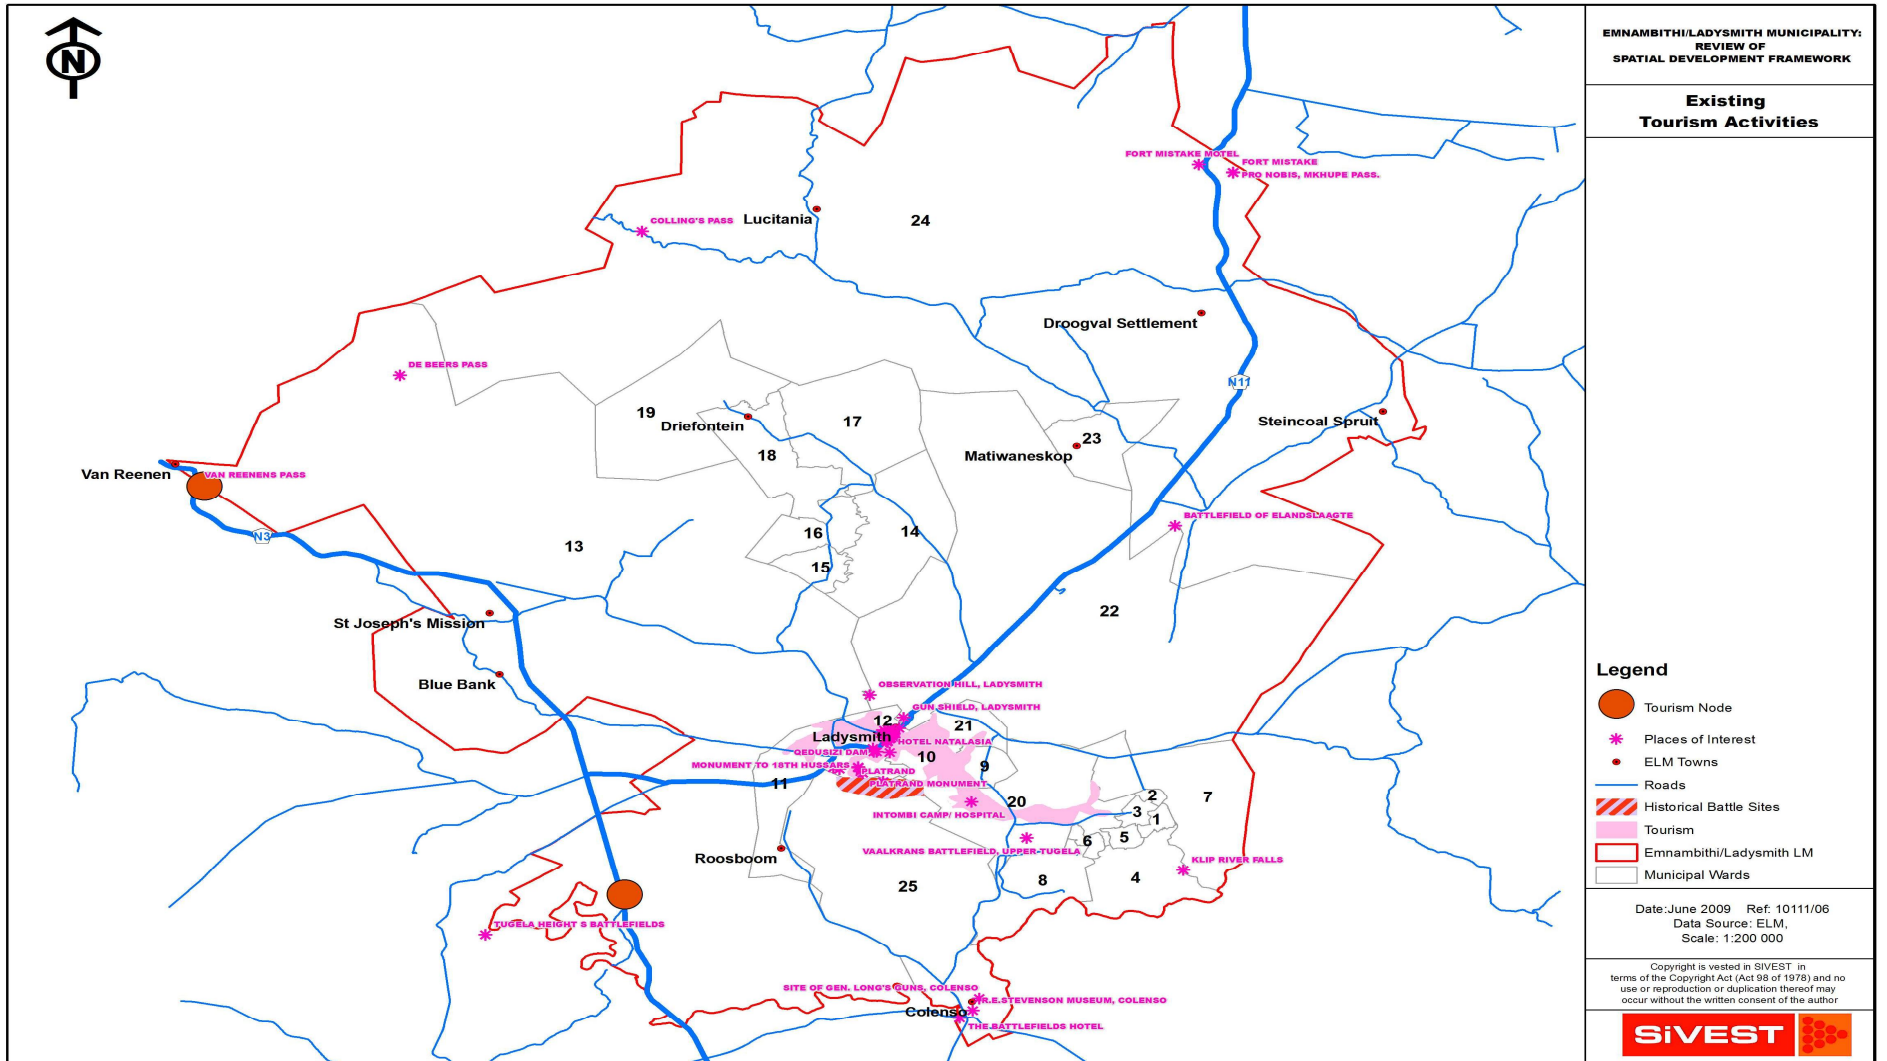 N
EMNAMBITHI/LADYSMITH MUNICIPALITY:
REVIEW OF
SPATIAL DEVELOPMENT FRAMEWORK
Existing
Tourism Activities
FORT MISTAKE MOTEL
FORT MISTAKE
PRO NOBIS, MKHUPE PASS.
COLLING'S PASS
Lucitania
24
Droogval Settlement
DE BEERS PASS
N11
19
Driefontein
17
Steincoal Spruit
23
Matiwaneskop
18
Van Reenen
VAN REENENS PASS
BATTLEFIELD OF ELANDSLAAGTE
N3
13
16
14
15
22
St Joseph's Mission
Blue Bank
OBSERVATION HILL, LADYSMITH
GUN SHIELD, LADYSMITH
12
21
Ladysmith
HOTEL NATALASIA
QEDUSIZI DAM
10
MONUMENT TO 18TH HUSSARS
PLATRAND
9
11
PLATRAND MONUMENT
20
2
7
3
1
INTOMBI CAMP/ HOSPITAL
6
5
VAALKRANS BATTLEFIELD, UPPER TUGELA
Roosboom
KLIP RIVER FALLS
25
8
4
TUGELA HEIGHT S BATTLEFIELDS
SITE OF GEN. LONG'S GUNS, COLENSO
R.E.STEVENSON MUSEUM, COLENSO
Colenso
THE BATTLEFIELDS HOTEL
Legend
Tourism Node
Places of Interest
ELM Towns
Roads
Historical Battle Sites
Tourism
Emnambithi/Ladysmith LM
Municipal Wards
Date:June 2009 Ref: 10111/06
Data Source: ELM,
Scale: 1:200 000
Copyright is vested in SIVEST in
terms of the Copyright Act (Act 98 of 1978) and no
use or reproduction or duplication thereof may
occur without the written consent of the author
SiVEST